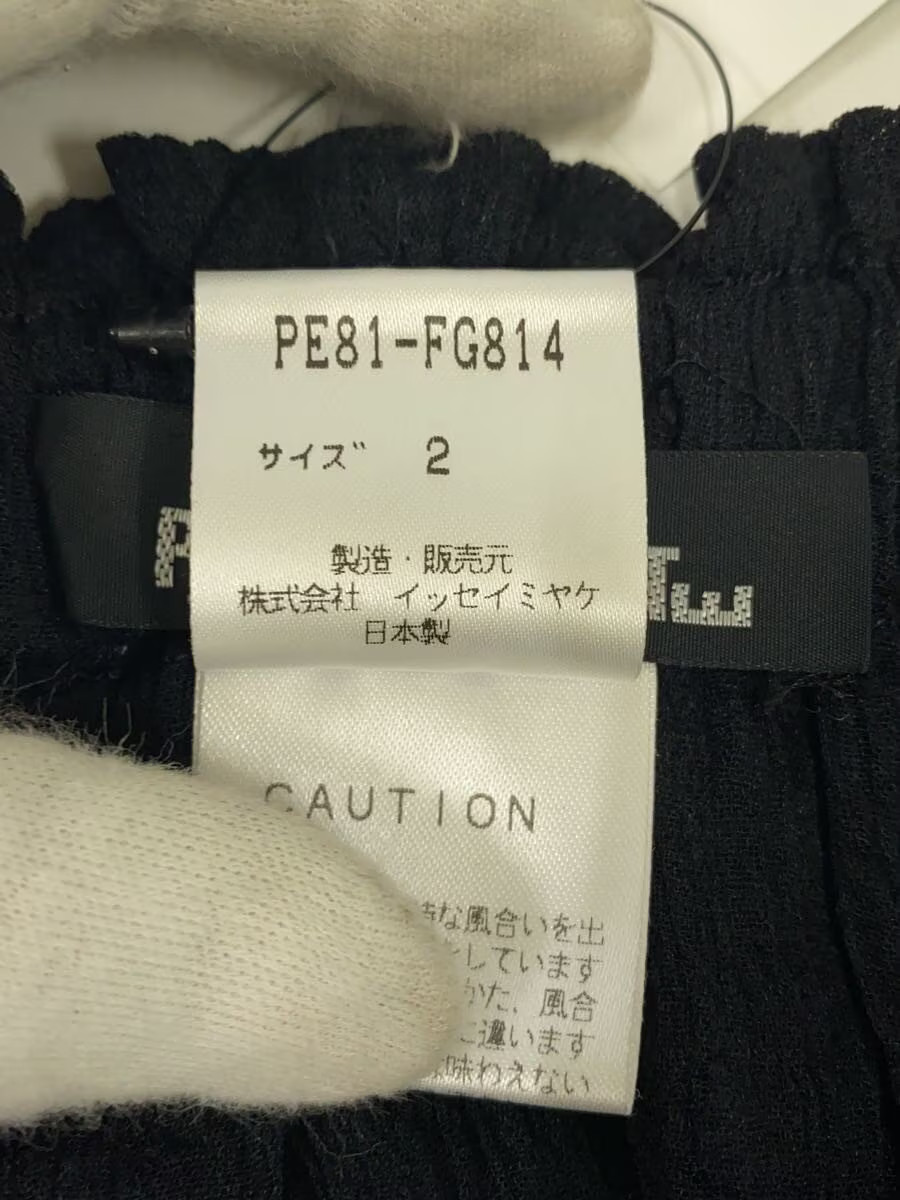 PE81-FG814
サイズ 2
製造・販売元
株式会社 イッセイミヤケ
日本製
CAUTION
な風合いを出
しています
かた、風合
に違います
味わえない